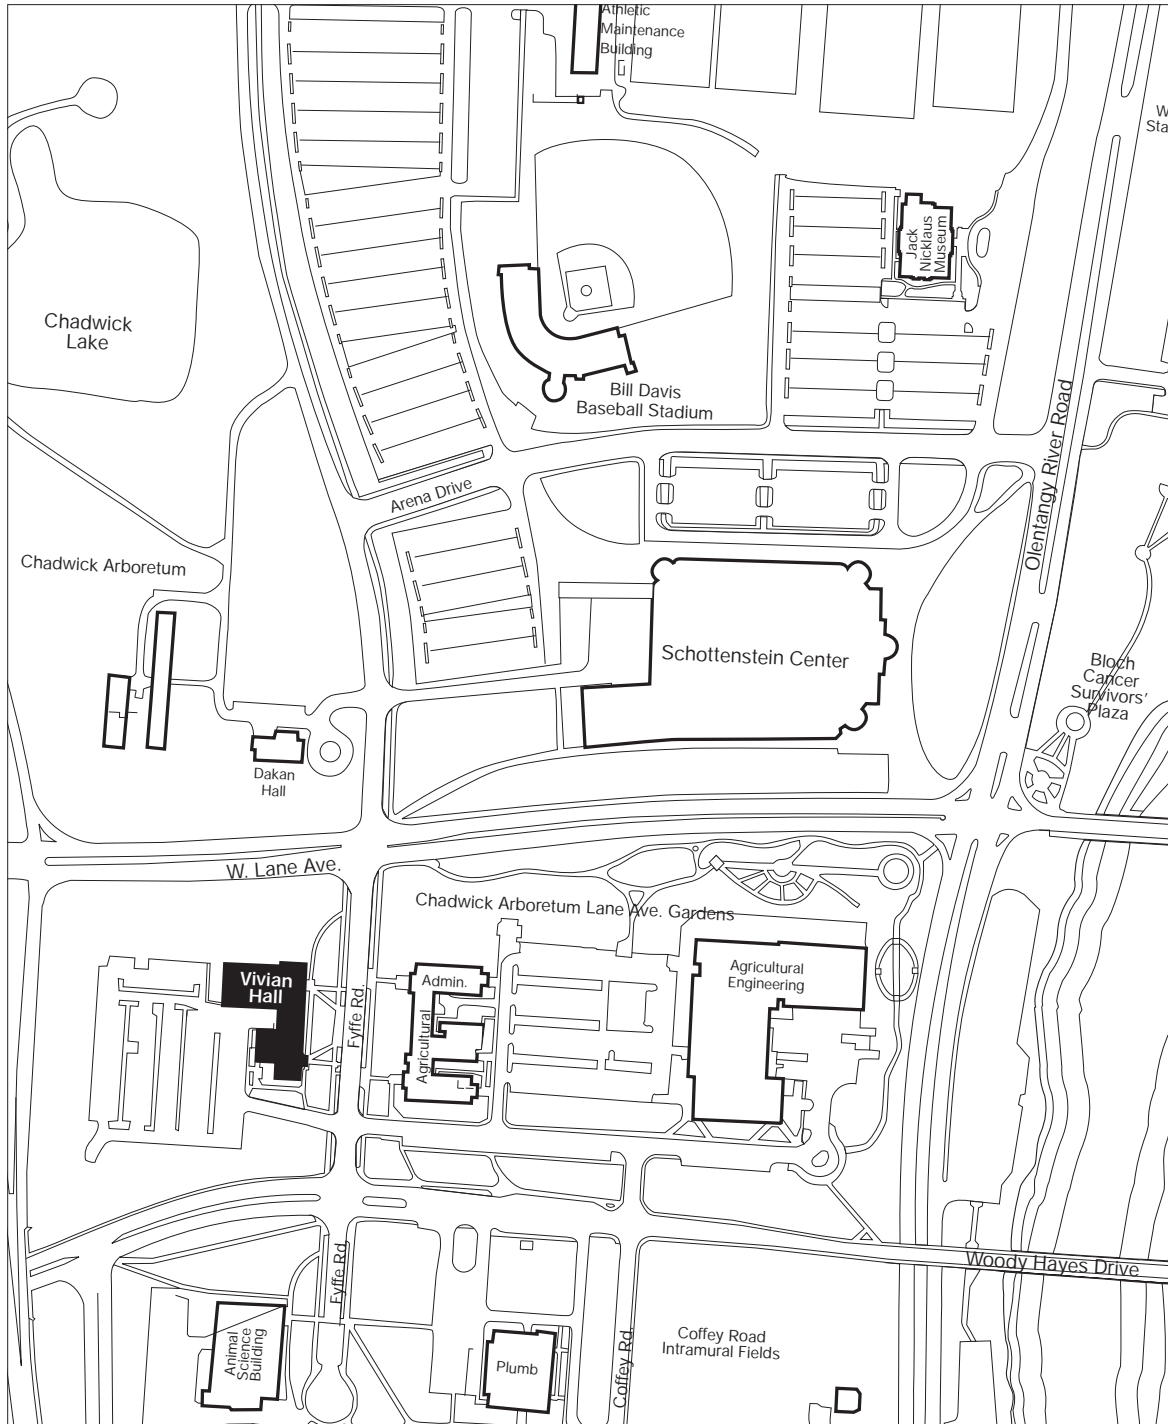 Athletic
Maintenance
Building
W
Sta
Jack
Nicklaus
Museum
Chadwick
Lake
Bill Davis
Baseball Stadium
Olentangy River Road
Arena Drive
Chadwick Arboretum
Schottenstein Center
Bloch
Cancer
Survivors'
Plaza
Dakan
Hall
W. Lane Ave.
Chadwick Arboretum Lane Ave. Gardens
Vivian
Hall
Fyffe Rd.
Admin.
Agricultural
Agricultural
Engineering
Woody Hayes Drive
Fyffe Rd
Coffey Rd.
Animal
Science
Building
Plumb
Coffey Road
Intramural Fields